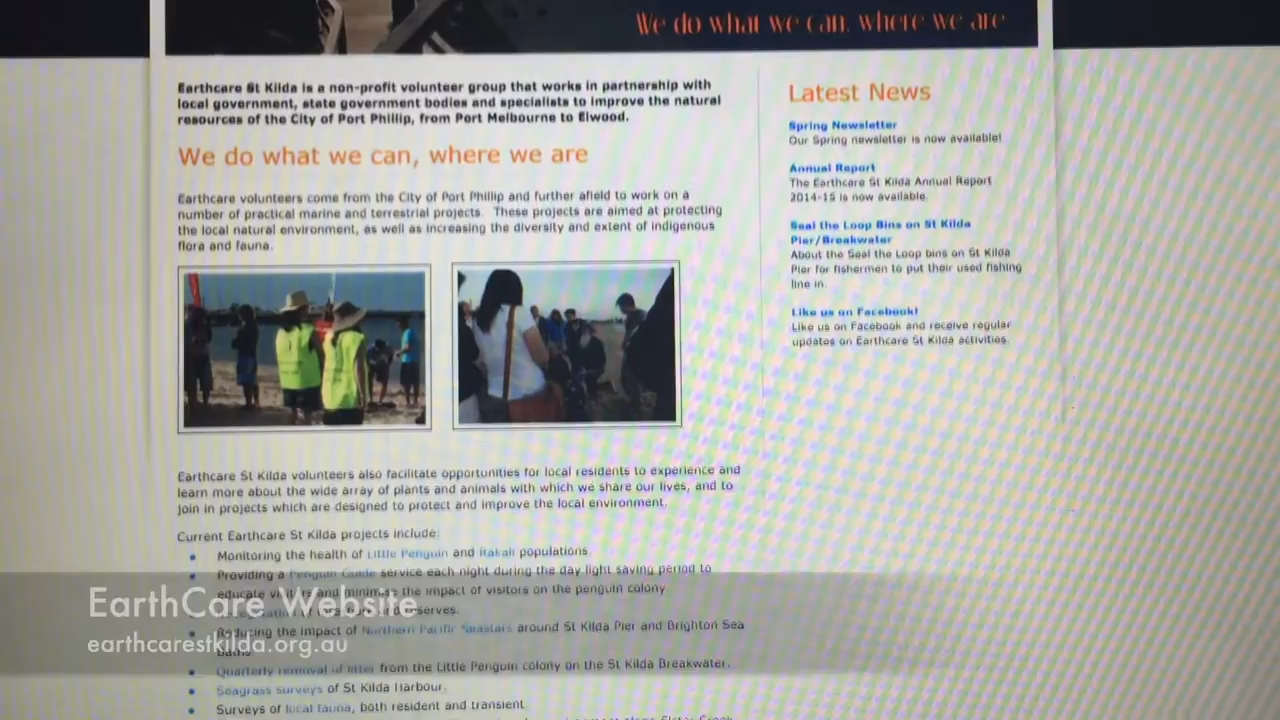 We do what we can, where we are
Earthcare St Kilda is a non-profit volunteer group that works in partnership with
local government, state government bodies and specialists to improve the natural
resources of the City of Port Phillip, from Port Melbourne to Elwood.
We do what we can, where we are
Earthcare volunteers come from the City of Port Phillip and further afield to work on a
number of practical marine and terrestrial projects. These projects are aimed at protecting
the local natural environment, as well as increasing the diversity and extent of indigenous
flora and fauna.
Latest News
Spring Newsletter
Our Spring newsletter is now available!
Annual Report
The Earthcare St Kilda Annual Report
2014-15 is now available.
Seal the Loop Bins on St Kilda
Pier/Breakwater
About the Seal the Loop bins on St Kilda
Pier for fishermen to put their used fishing
line in.
Like us on Facebook!
Like us on Facebook and receive regular
updates on Earthcare St Kilda activities.
Earthcare St Kilda volunteers also facilitate opportunities for local residents to experience and
learn more about the wide array of plants and animals with which we share our lives, and to
join in projects which are designed to protect and improve the local environment.
Current Earthcare St Kilda projects include:
Monitoring the health of Little Penguin and Rakali populations.
Providing a Penguin Guide service each night during the day light saving period to
educate visitors and minimise the impact of visitors on the penguin colony
reserves.
Reducing the impact of Northern Pacific Seastars around St Kilda Pier and Brighton Sea
Baths
Quarterly removal of litter from the Little Penguin colony on the St Kilda Breakwater.
Seagrass surveys of St Kilda Harbour.
Surveys of local fauna, both resident and transient
EarthCare Website
earthcarestkilda.org.au